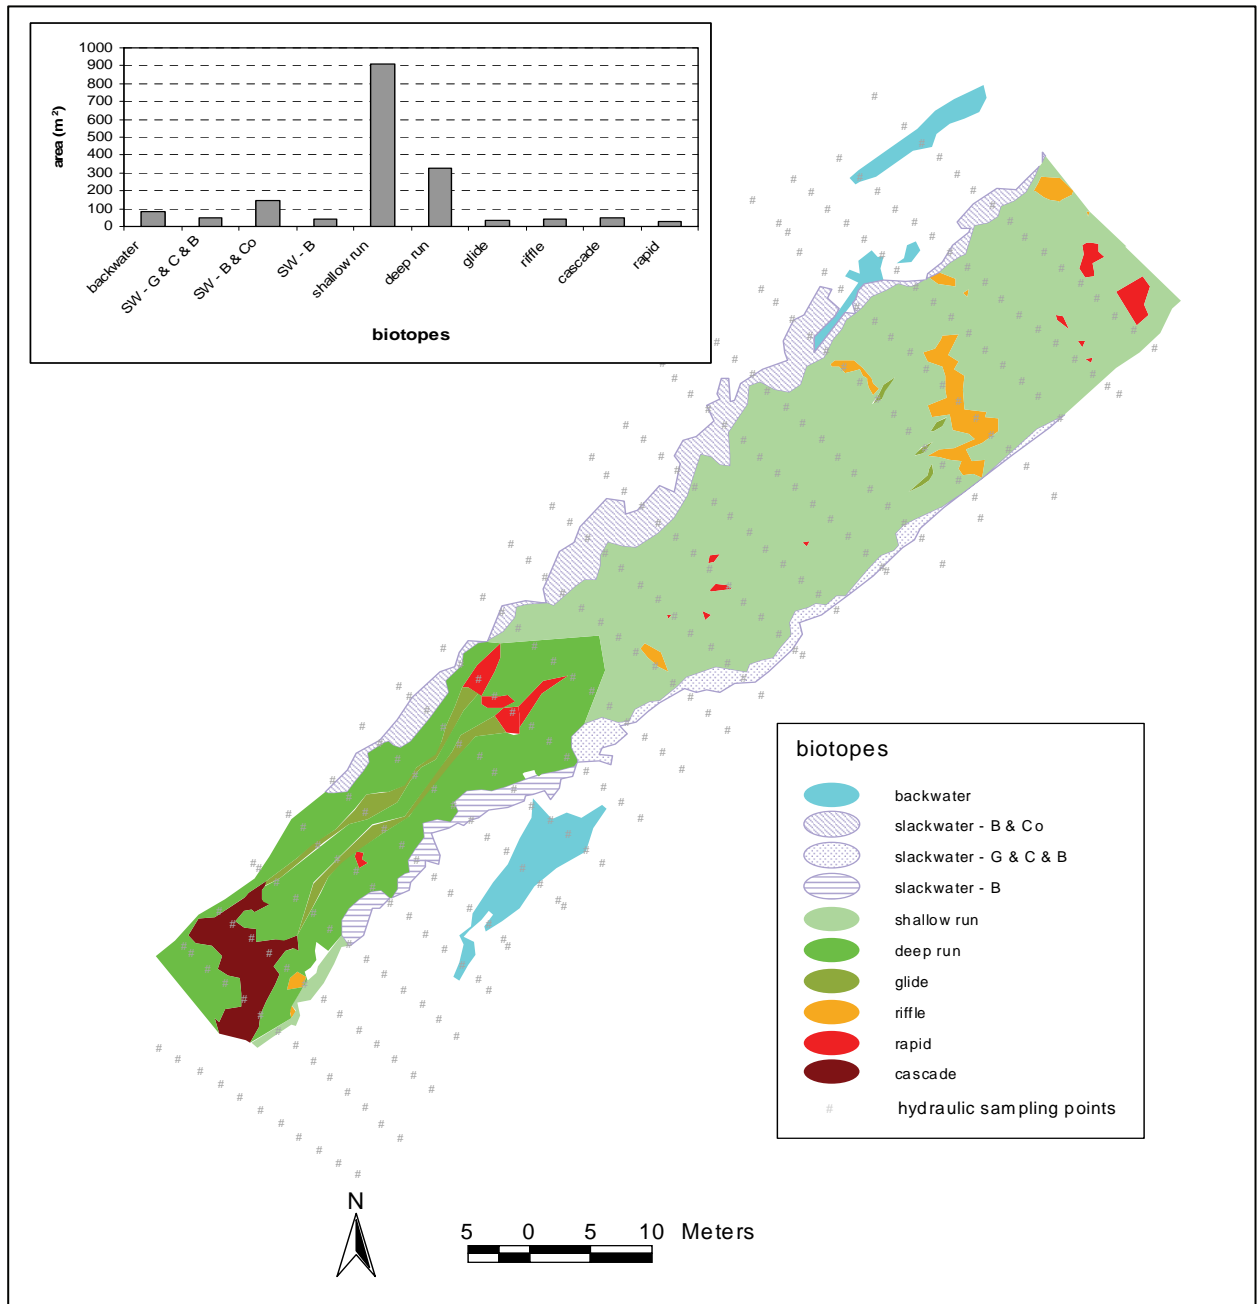 1000
900
800
700
600
500
400
300
200
100
0
area (m²)
backwater
SW - G & C & B
SW - B & Co
SW - B
shallow run
deep run
glide
riffle
cascade
rapid
biotopes
biotopes
backwater
slackwater - B & Co
slackwater - G & C & B
slackwater - B
shallow run
deep run
glide
riffle
rapid
cascade
# hydraulic sampling points
N
5 0 5 10 Meters